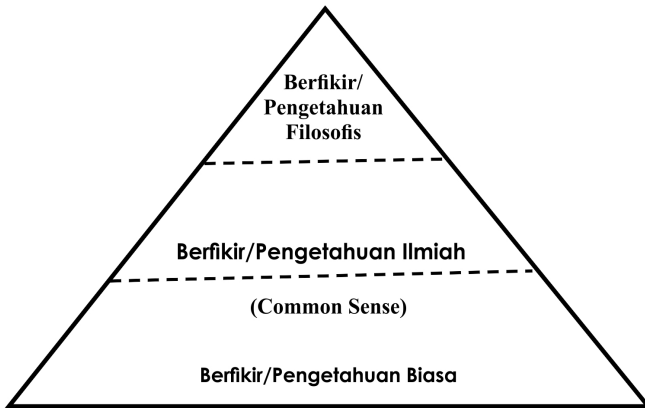 Berfikir/
Pengetahuan
Filosofis
Berfikir/Pengetahuan Ilmiah
(Common Sense)
Berfikir/Pengetahuan Biasa